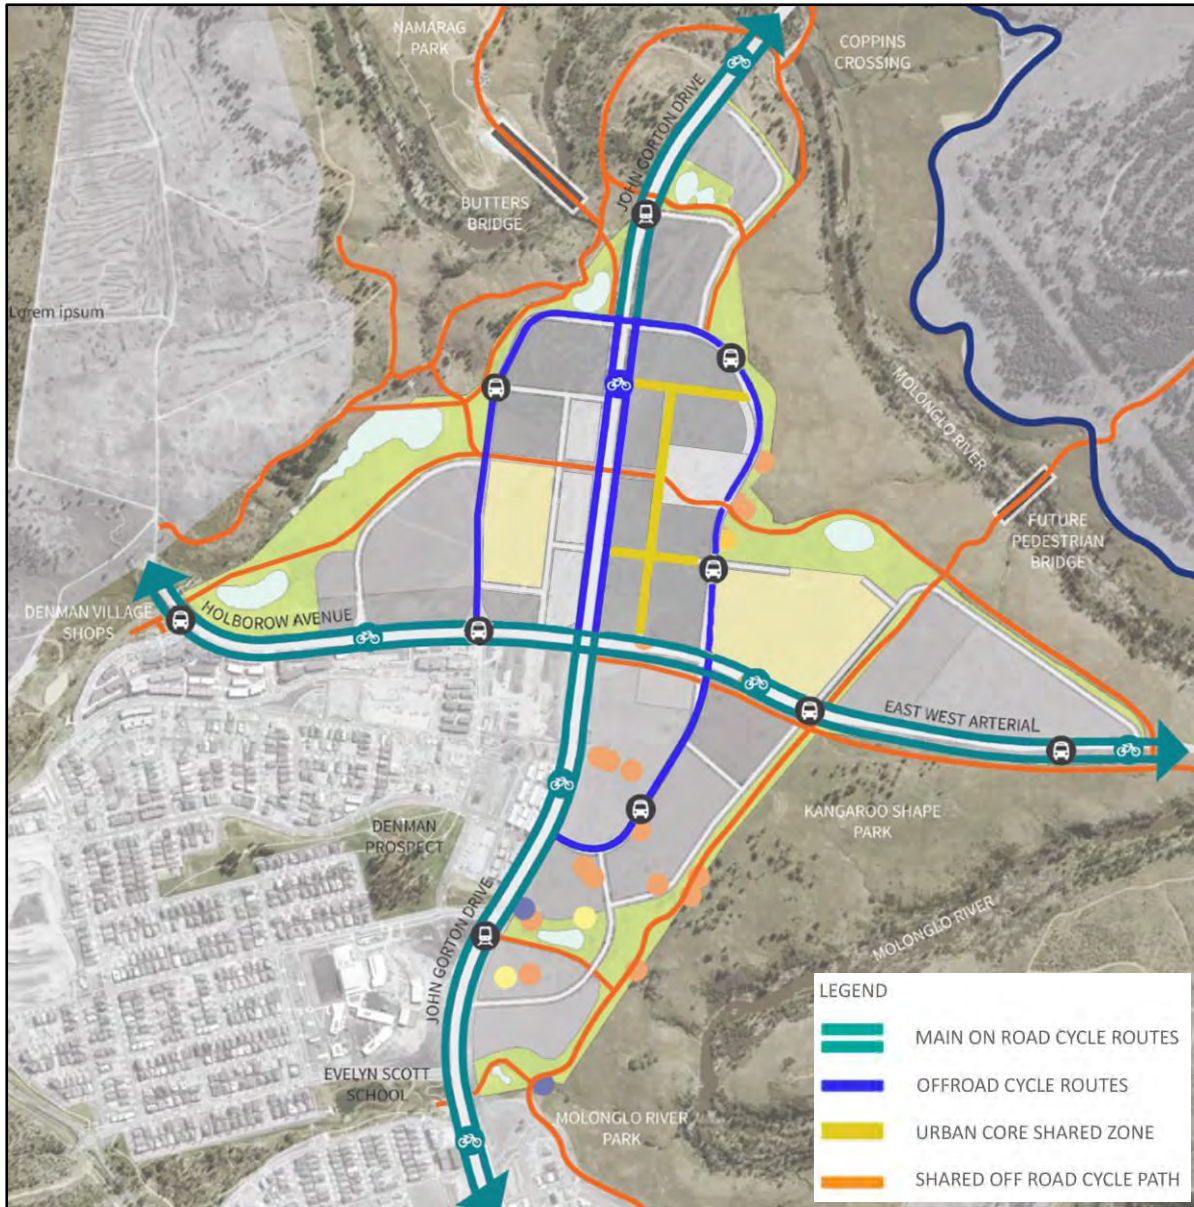 NAMARAG
PARK
COPPINS
CROSSING
JOHN GORTON DRIVE
BUTTERS
BRIDGE
Lorem ipsum
MOLONGLO RIVER
FUTURE
PEDESTRIAN
BRIDGE
DENMAN VILLAGE
SHOPS
HOLBOROW AVENUE
EAST WEST ARTERIAL
KANGAROO SHAPE
PARK
DENMAN
PROSPECT
JOHN GORTON DRIVE
MOLONGLO RIVER
EVELYN SCOTT
SCHOOL
MOLONGLO RIVER
PARK
LEGEND
MAIN ON ROAD CYCLE ROUTES
OFFROAD CYCLE ROUTES
URBAN CORE SHARED ZONE
SHARED OFF ROAD CYCLE PATH